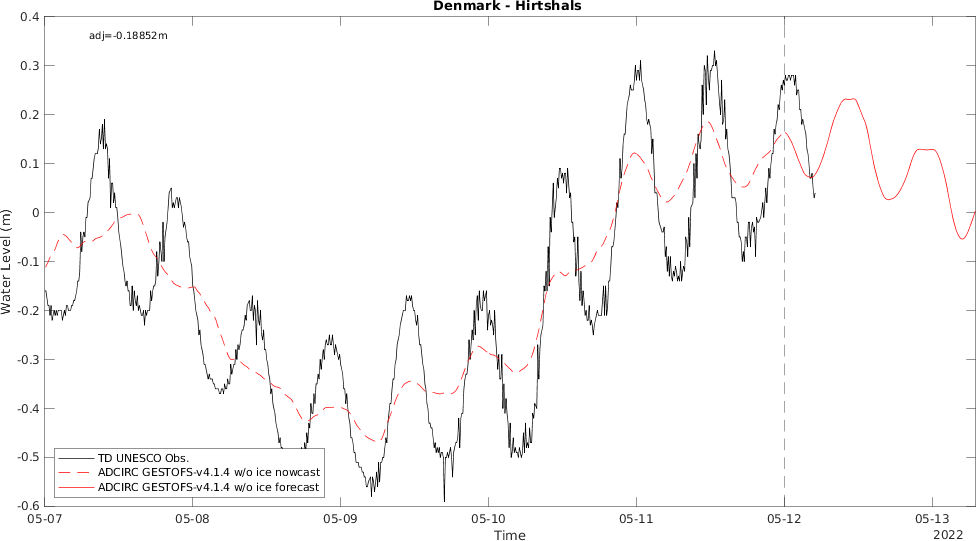 Denmark - Hirtshals
adj=-0.18852m
0.4
0.3
0.2
0.1
0
-0.1
-0.2
-0.3
-0.4
-0.5
-0.6
Water Level (m)
TD UNESCO Obs.
ADCIRC GESTOFS-v4.1.4 w/o ice nowcast
ADCIRC GESTOFS-v4.1.4 w/o ice forecast
05-07 05-08 05-09 05-10 05-11 05-12 05-13
Time
2022